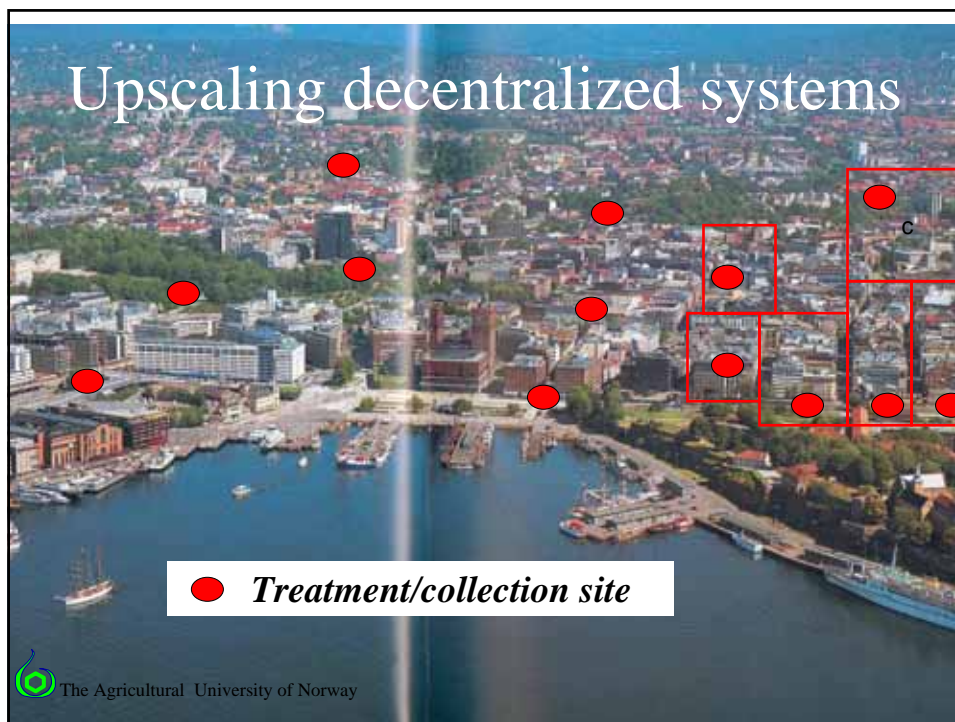 Upscaling decentralized systems
c
Treatment/collection site
The Agricultural University of Norway